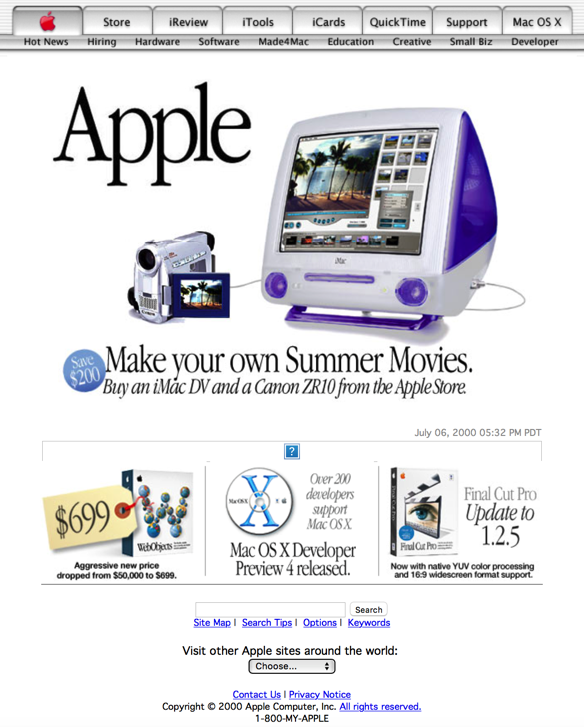 Store iReview iTools iCards QuickTime Support Mac OS X
Hot News Hiring Hardware Software Made4Mac Education Creative Small Biz Developer
Apple
iMac
Save
$200
Make your own Summer Movies.
Buy an iMac DV and a Canon ZR10 from the Apple Store.
July 06, 2000 05:32 PM PDT
?
$699
WebObjects
Aggressive new price
dropped from $50,000 to $699.
Mac OS X
X
Over 200
developers
support
Mac OS X.
Mac OS X Developer
Preview 4 released.
Final Cut Pro
Final Cut Pro
Update to
1.2.5
Now with native YUV color processing
and 16:9 widescreen format support.
Search
Site Map | Search Tips | Options | Keywords
Visit other Apple sites around the world:
Choose...
Contact Us | Privacy Notice
Copyright © 2000 Apple Computer, Inc. All rights reserved.
1-800-MY-APPLE